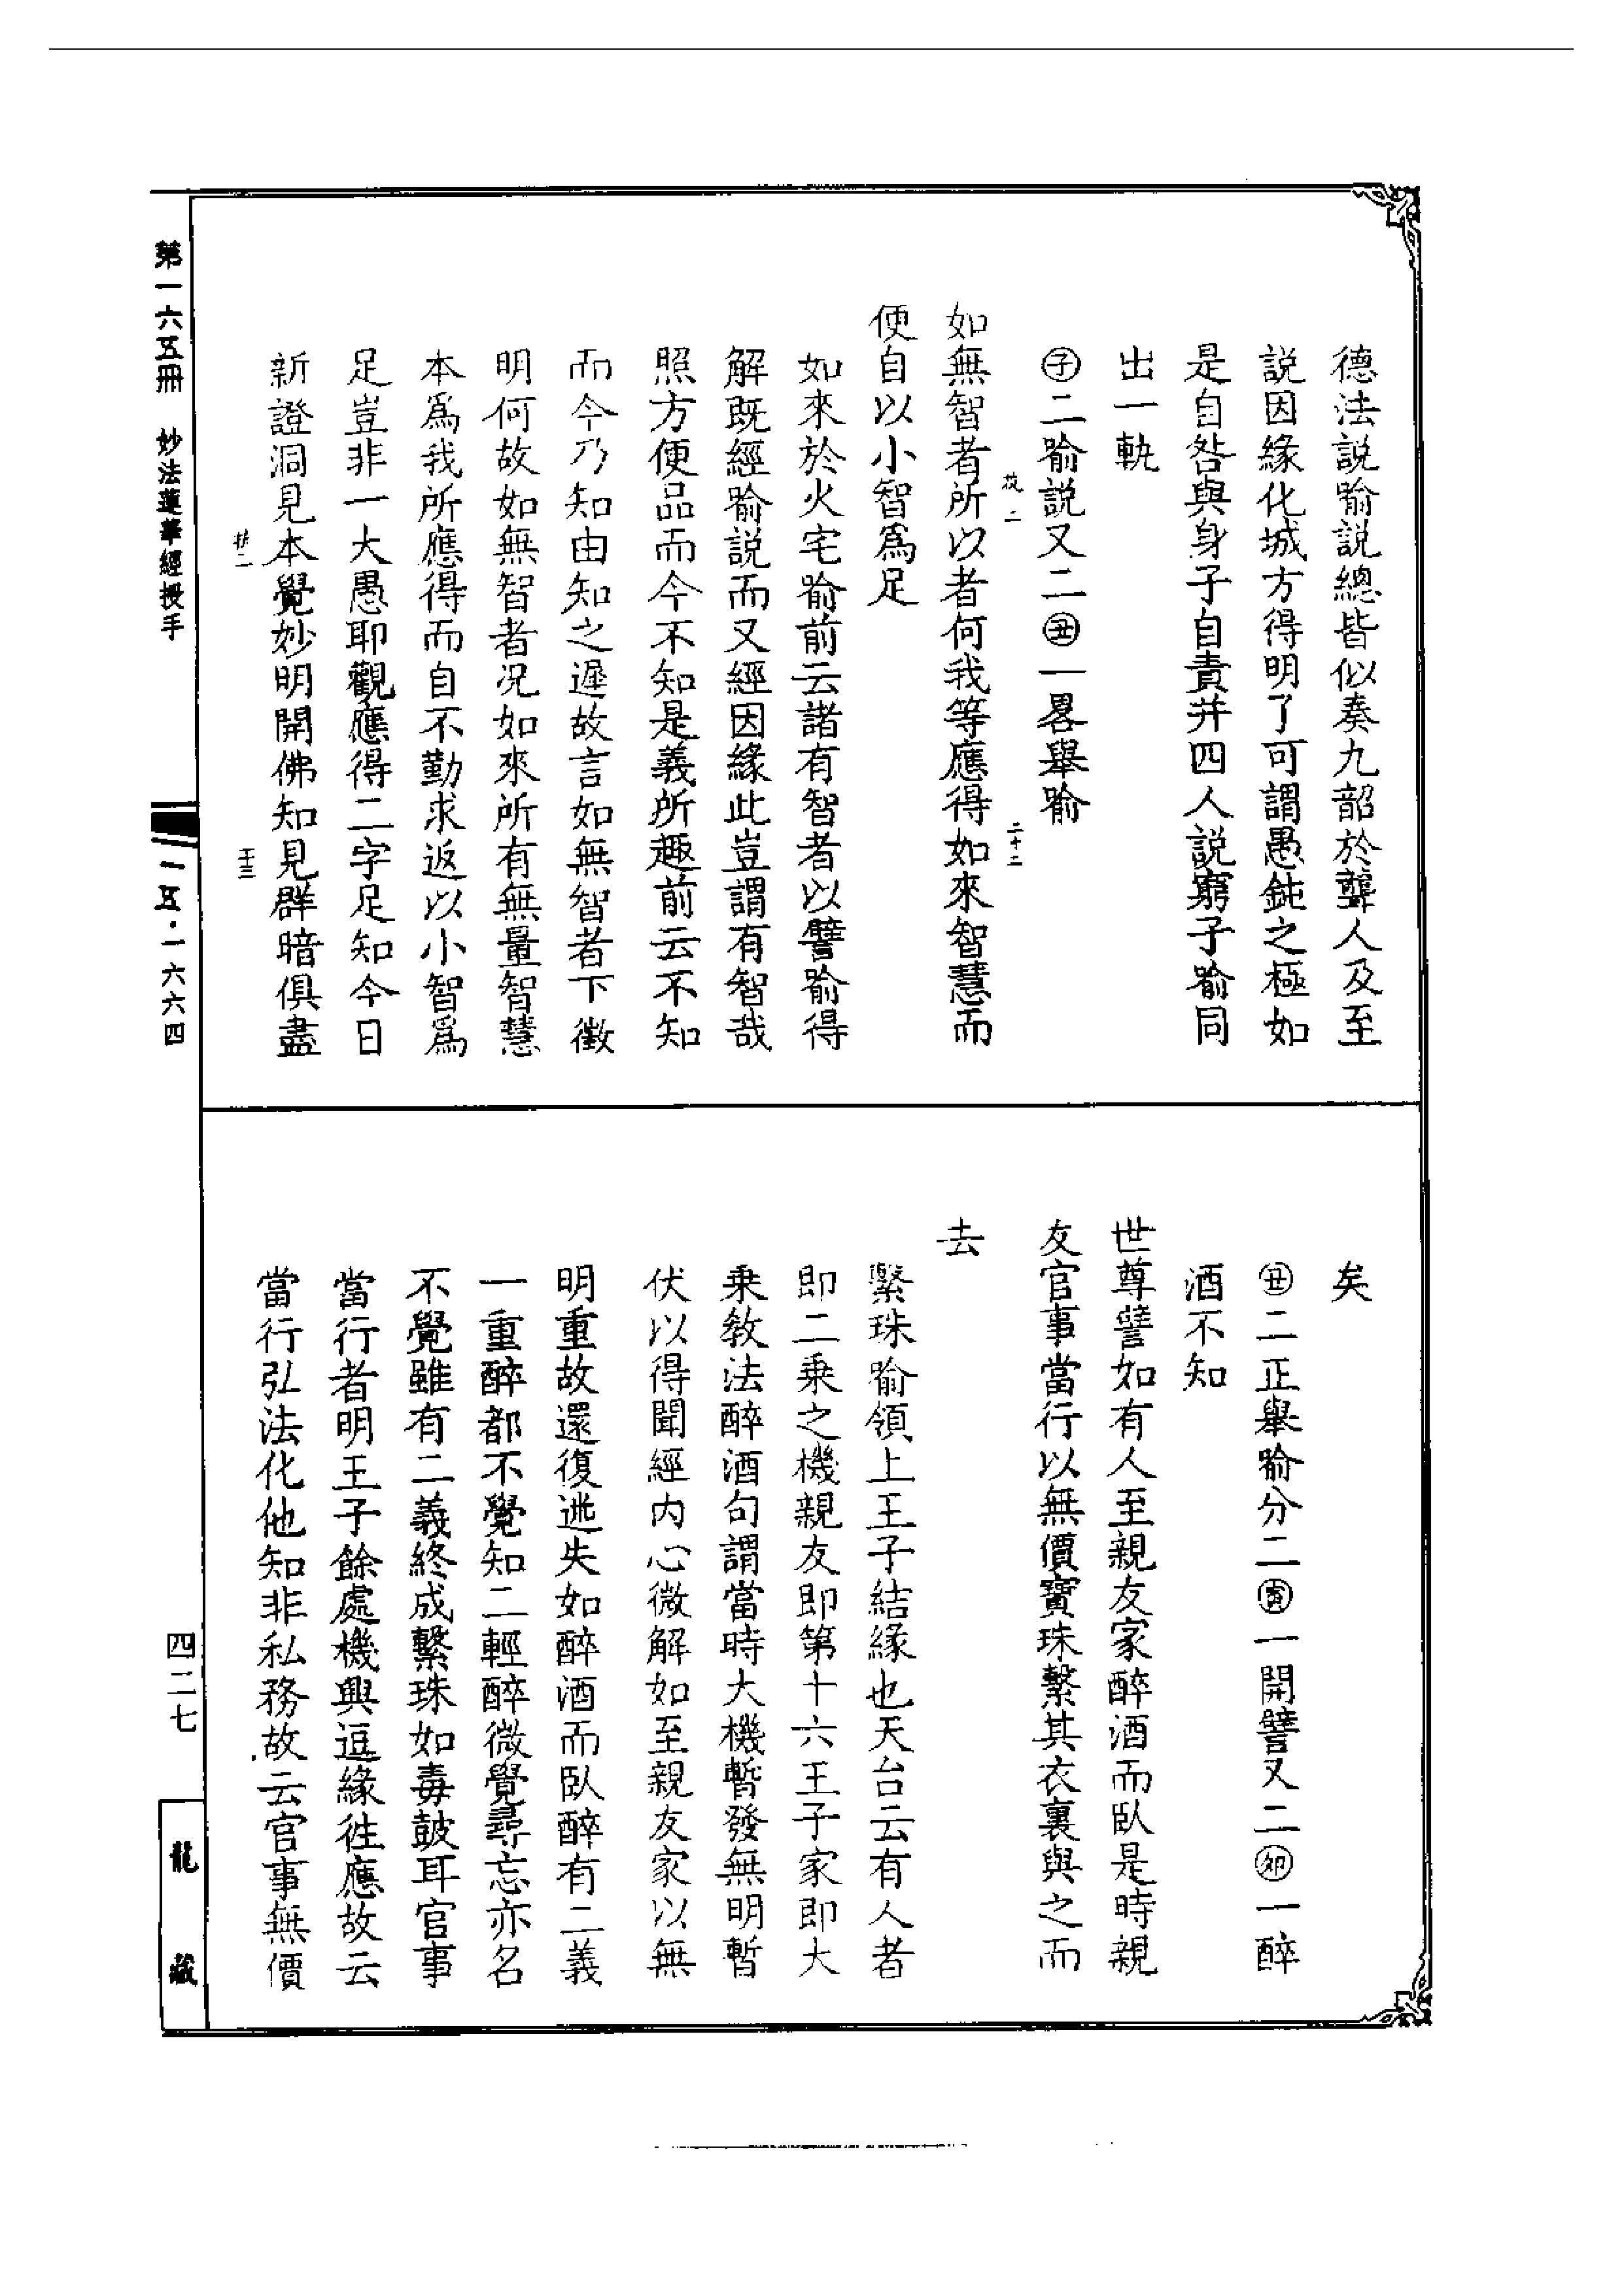 德法説喻説總皆似奏九韶於聾人及至
説因緣化城方得明了可謂愚鈍之極如
是自咎與身子自責并四人説窮子喻同
出一軌
㊛子二喻説又二丑一畧舉喻
如無智者所以者何我等應得如來智慧而
便自以小智爲足
如來於火宅喻前云諸有智者以譬喻得
解既經喻説而又經因緣此豈謂有智哉
照方便品而今不知是義所趣前云不知
而今乃知由知之遲故言如無智者下徵
明何故如無智者况如來所有無量智慧
本爲我所應得而自不勤求返以小智爲
足豈非一大愚耶觀應得二字足知今日
新證洞見本覺妙明開佛知見群暗俱盡
矣
丑二正舉喻分二寅一開譬又二卯一醉
酒不知
世尊譬如有人至親友家醉酒而臥是時親
友官事當行以無價寶珠繫其衣裏與之而
去
繫珠喻領上王子結緣也天台云有人者
即二乘之機親友即第十六王子家即大
乘敎法醉酒句謂當時大機暫發無明暫
伏以得聞經内心微解如至親友家以無
明重故還復迯失如醉酒而臥醉有二義
一重醉都不覺知二輕醉微覺尋忘亦名
不覺雖有二義終成繫珠如毒鼓耳官事
當行者明王子餘處機興逗緣徃應故云
當行弘法化他知非私務故云官事無價
第一六五冊　妙法蓮華經授手
一五·一六六四
四二七
龍藏